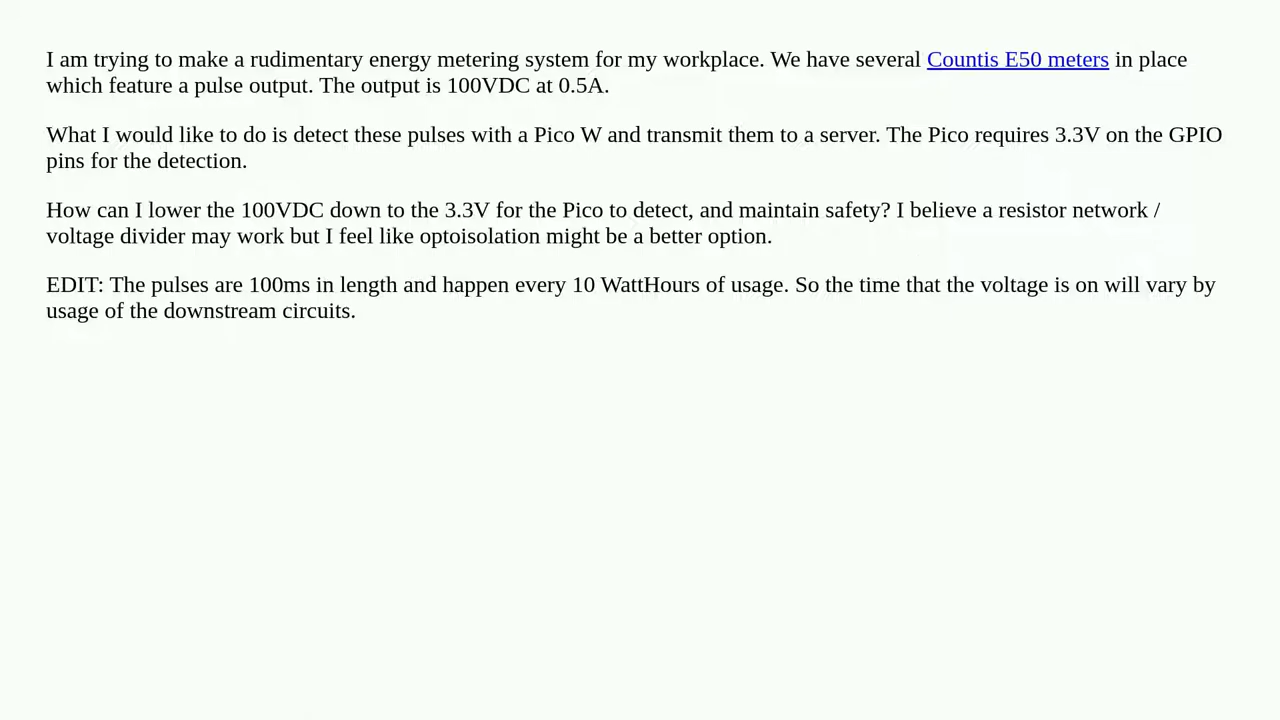 I am trying to make a rudimentary energy metering system for my workplace. We have several Countis E50 meters in place
which feature a pulse output. The output is 100VDC at 0.5A.
What I would like to do is detect these pulses with a Pico W and transmit them to a server. The Pico requires 3.3V on the GPIO
pins for the detection.
How can I lower the 100VDC down to the 3.3V for the Pico to detect, and maintain safety? I believe a resistor network /
voltage divider may work but I feel like optoisolation might be a better option.
EDIT: The pulses are 100ms in length and happen every 10 WattHours of usage. So the time that the voltage is on will vary by
usage of the downstream circuits.